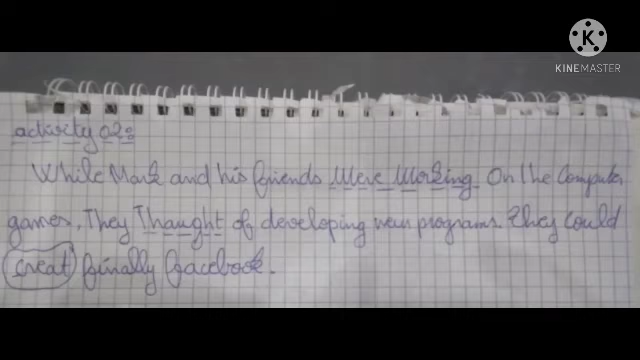 KINEMASTER
activity 02:
While Mark and his friends were working on the computer
games, They Thaught of developing new programs. They could
creat finally facebook.